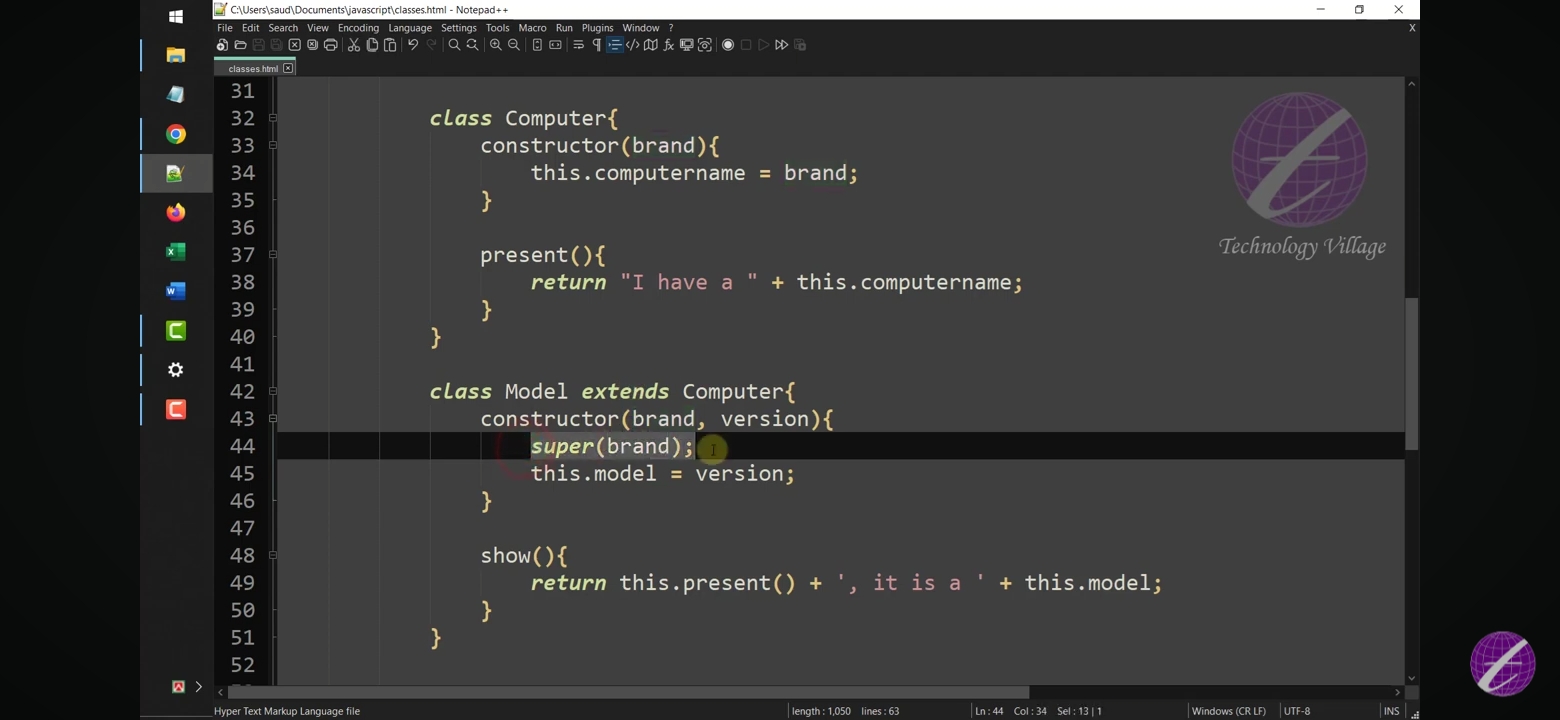 C:\Users\saud\Documents\javascript\classes.html - Notepad++
File Edit Search View Encoding Language Settings Tools Macro Run Plugins Window ? X
classes.html
31
32 class Computer{
33 constructor(brand){
34 this.computername = brand;
35 }
36
37 present(){
38 return "I have a " + this.computername;
39 }
40 }
41
42 class Model extends Computer{
43 constructor(brand, version){
44 super(brand);
45 this.model = version;
46 }
47
48 show(){
49 return this.present() + ', it is a ' + this.model;
50 }
51 }
52
Technology Village
Hyper Text Markup Language file length : 1,050 lines : 63 Ln : 44 Col : 34 Sel : 13 | 1 Windows (CR LF) UTF-8 INS